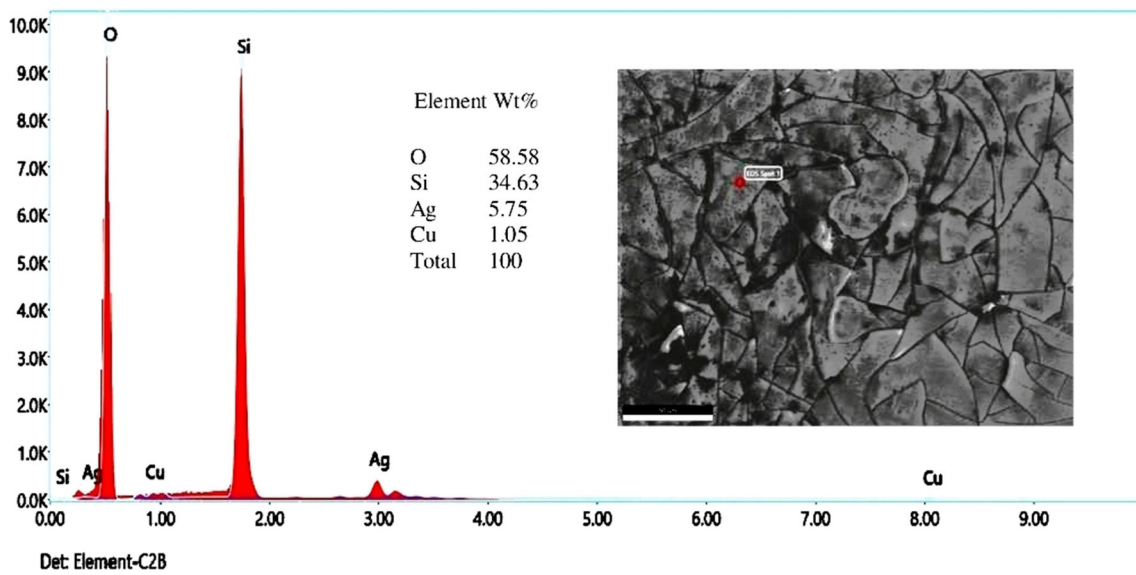 10.0K
9.0K
8.0K
7.0K
6.0K
5.0K
4.0K
3.0K
2.0K
1.0K
0.0K
O
Si
Element Wt%
O 58.58
Si 34.63
Ag 5.75
Cu 1.05
Total 100
EDS Spot 1
Si
Ag
Cu
Ag
Cu
0.00 1.00 2.00 3.00 4.00 5.00 6.00 7.00 8.00 9.00
Det: Element-C2B